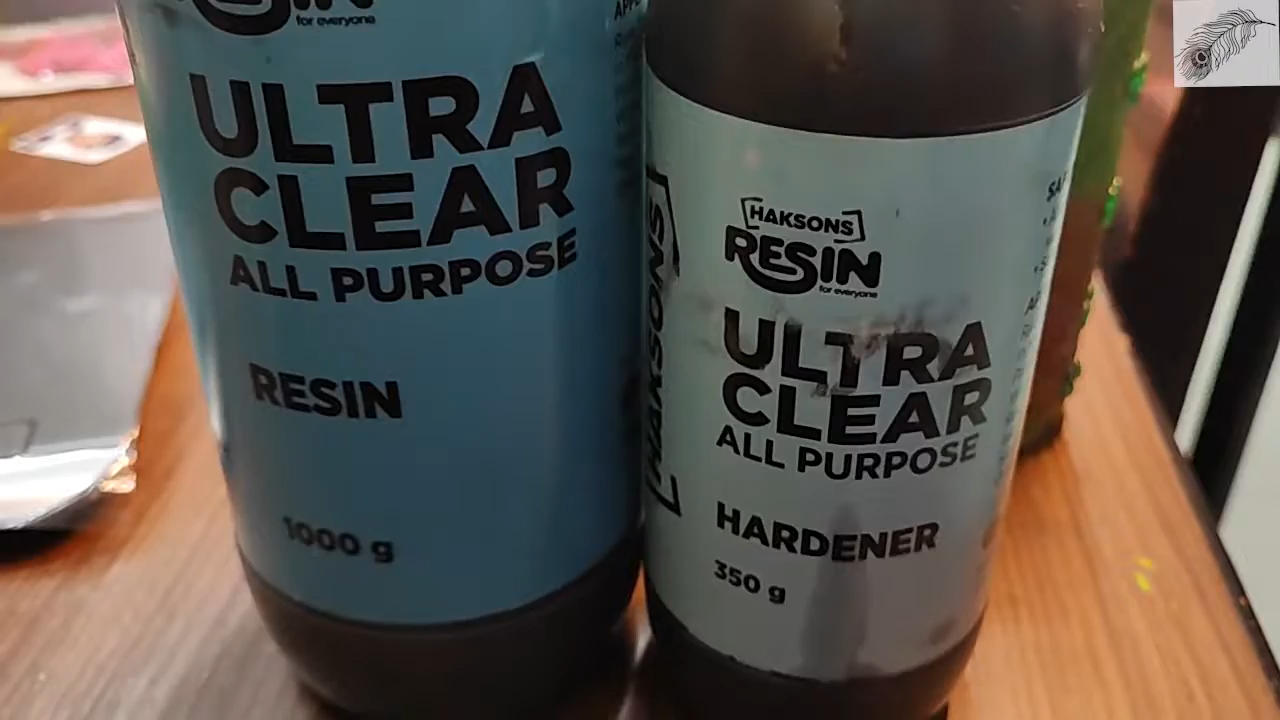 RESIN
for everyone
ULTRA
CLEAR
ALL PURPOSE
RESIN
1000 g
[HAKSONS]
[HAKSONS]
RESIN
for everyone
ULTRA
CLEAR
ALL PURPOSE
HARDENER
350 g